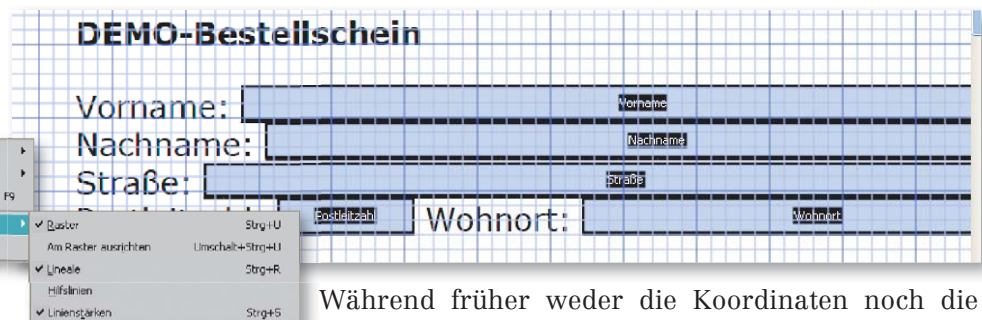 DEMO-Bestellschein
Vorname: Vorname
Nachname: Nachname
Straße: Straße
Postleitzahl Wohnort: Wohnort
F9
Raster Strg+U
Am Raster ausrichten Umschalt+Strg+U
Lineale Strg+R
Hilfslinien
Linienstärken Strg+5
Während früher weder die Koordinaten noch die